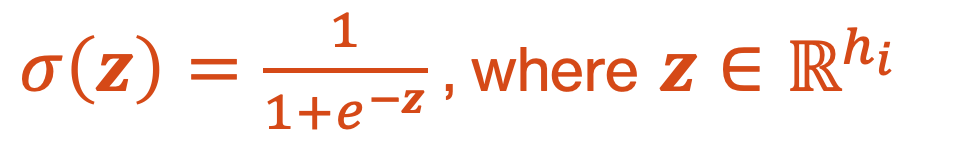 σ(z) = 1/(1+e^{−z}), where z ∈ ℝ^{h_i}